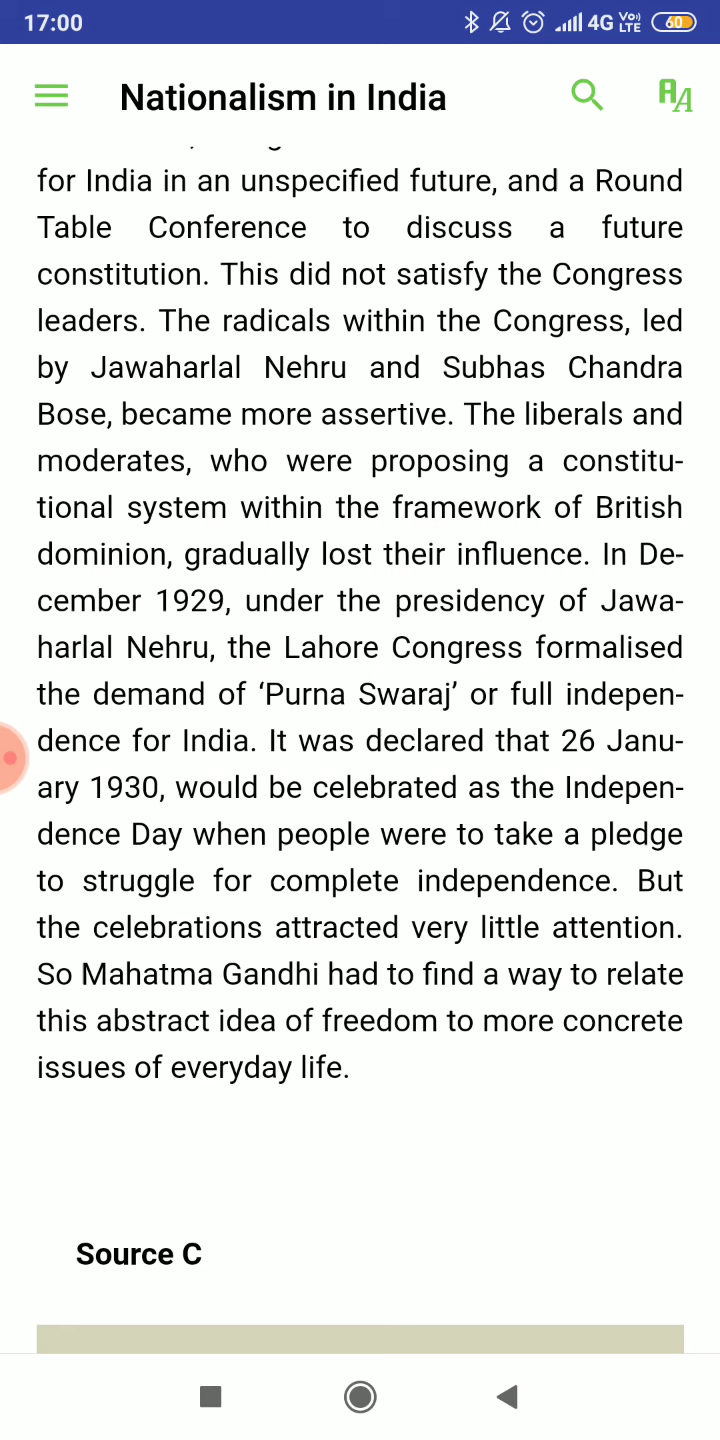 17:00 4G Vo) LTE 60
Nationalism in India
for India in an unspecified future, and a Round
Table Conference to discuss a future
constitution. This did not satisfy the Congress
leaders. The radicals within the Congress, led
by Jawaharlal Nehru and Subhas Chandra
Bose, became more assertive. The liberals and
moderates, who were proposing a constitu-
tional system within the framework of British
dominion, gradually lost their influence. In De-
cember 1929, under the presidency of Jawa-
harlal Nehru, the Lahore Congress formalised
the demand of ‘Purna Swaraj’ or full indepen-
dence for India. It was declared that 26 Janu-
ary 1930, would be celebrated as the Indepen-
dence Day when people were to take a pledge
to struggle for complete independence. But
the celebrations attracted very little attention.
So Mahatma Gandhi had to find a way to relate
this abstract idea of freedom to more concrete
issues of everyday life.
Source C